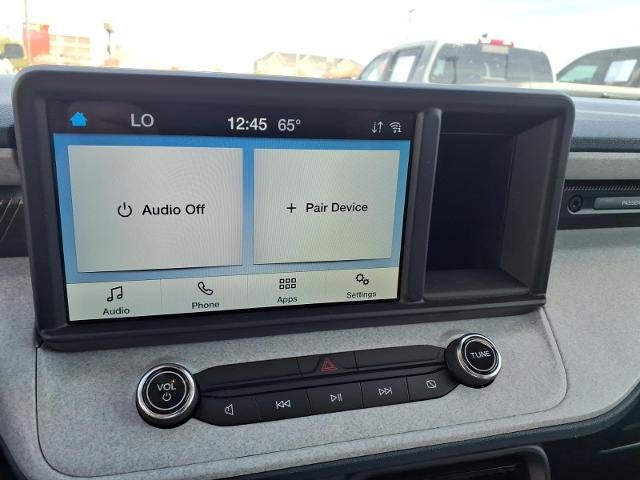 LO 12:45 65°
Audio Off
+ Pair Device
Audio Phone Apps Settings
VOL
TUNE